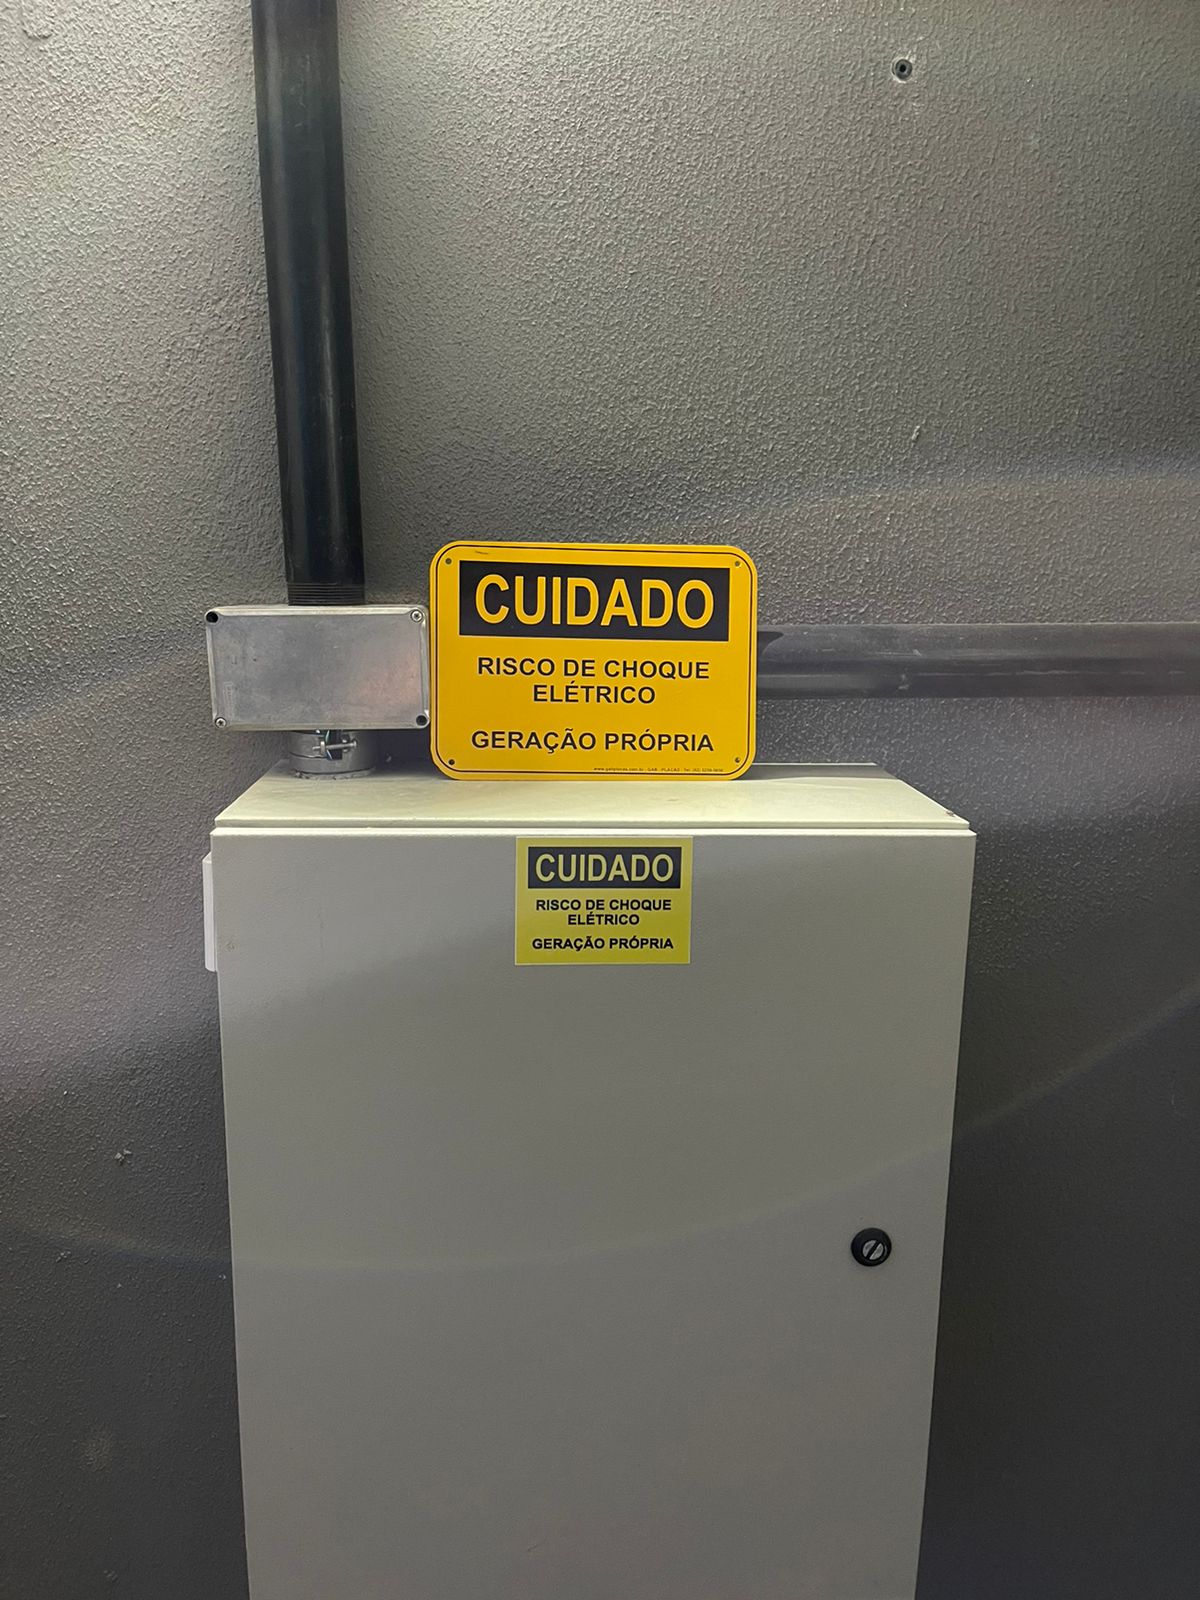 CUIDADO
RISCO DE CHOQUE
ELÉTRICO
GERAÇÃO PRÓPRIA
CUIDADO
RISCO DE CHOQUE
ELÉTRICO
GERAÇÃO PRÓPRIA